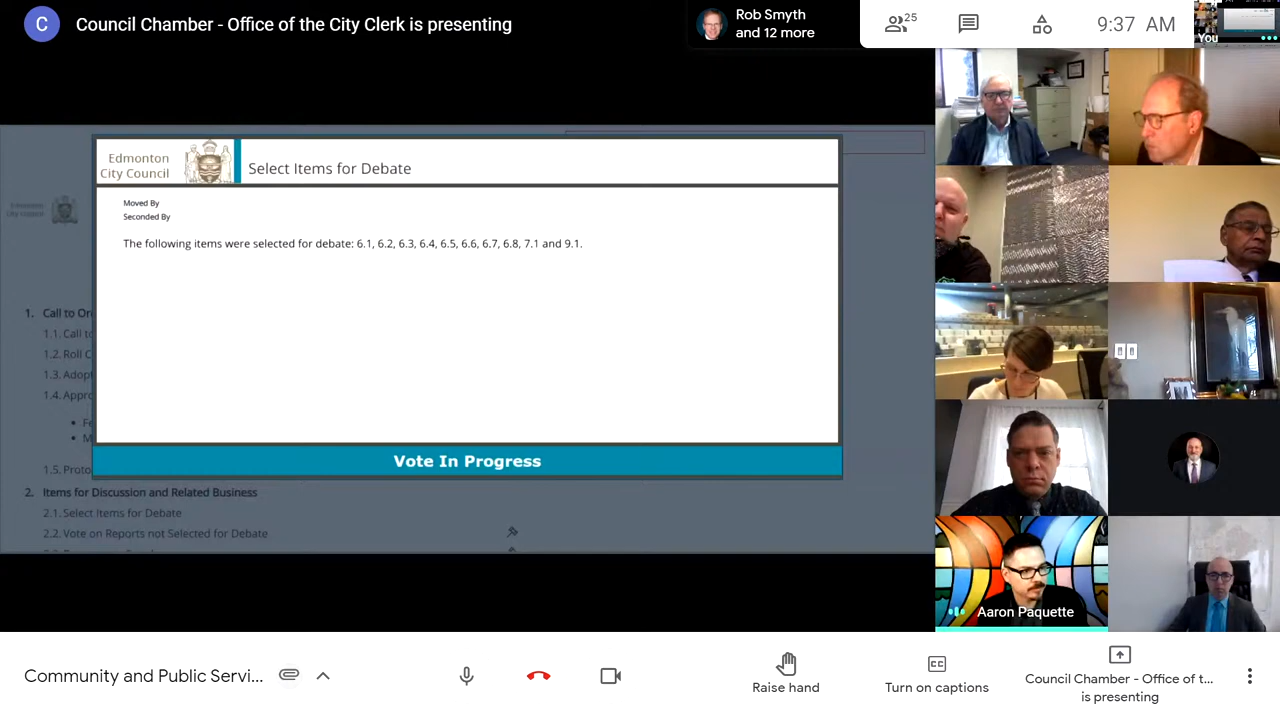 C
Council Chamber - Office of the City Clerk is presenting
Rob Smyth
and 12 more
25
9:37 AM
You
Edmonton
City Council
Select Items for Debate
Moved By
Seconded By
The following items were selected for debate: 6.1, 6.2, 6.3, 6.4, 6.5, 6.6, 6.7, 6.8, 7.1 and 9.1.
Vote In Progress
Edmonton
City Council
1. Call to Or
1.1. Call to
1.2. Roll C
1.3. Adopt
1.4. Appro
Fe
M
1.5. Proto
2. Items for Discussion and Related Business
2.1. Select Items for Debate
2.2. Vote on Reports not Selected for Debate
Aaron Paquette
Community and Public Servi...
Raise hand
CC
Turn on captions
Council Chamber - Office of t...
is presenting